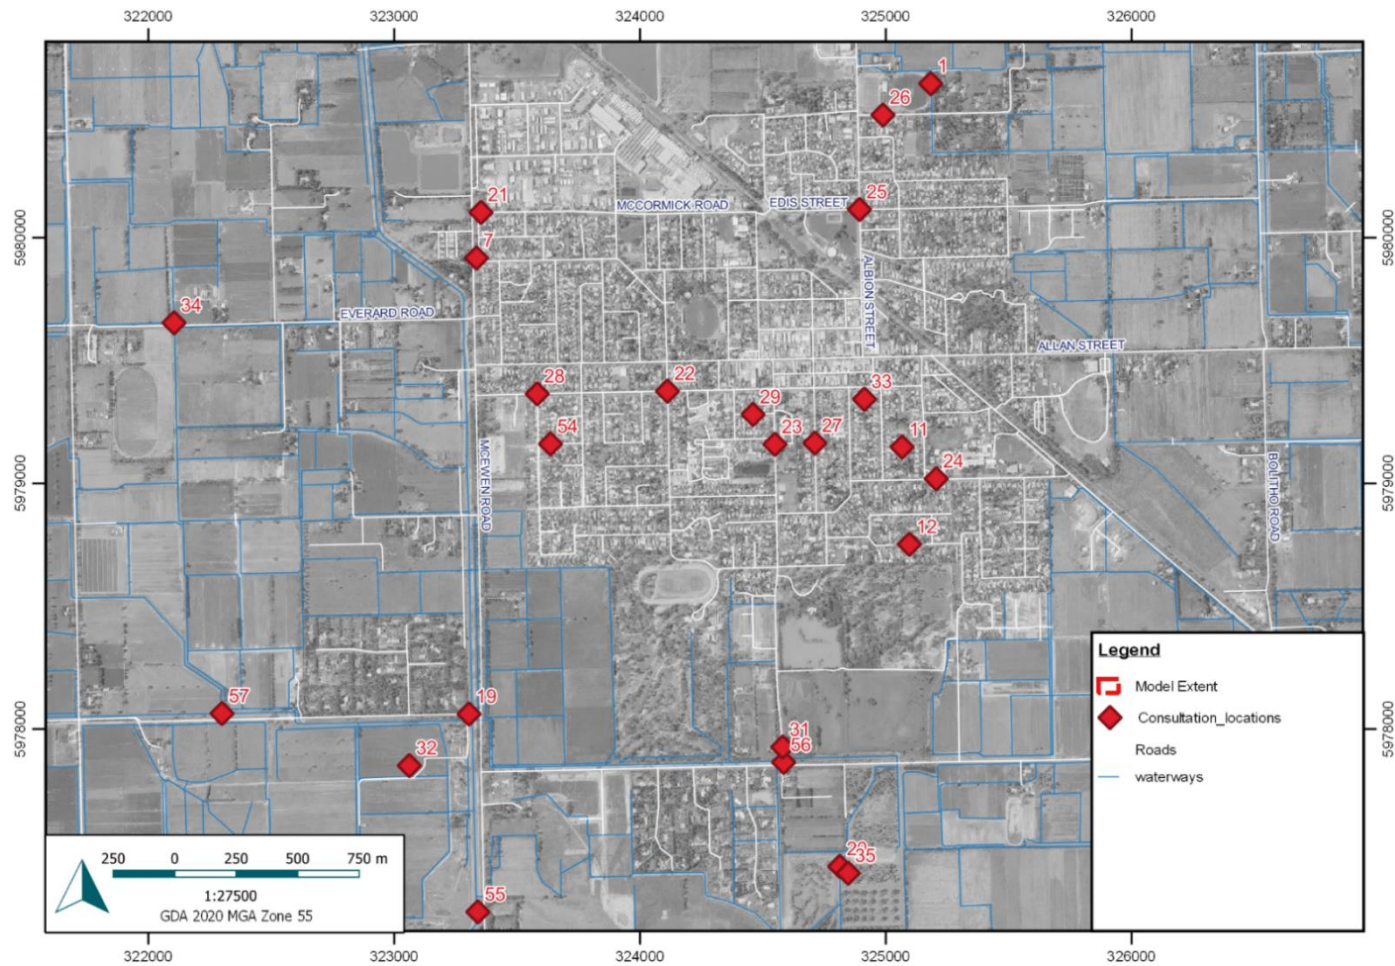 322000 323000 324000 325000 326000
1
26
21
25
MCCORMICK ROAD EDIS STREET
7
5980000
5980000
34
EVERARD ROAD
ALBION STREET
ALLAN STREET
28
22
33
29
54
23
27
11
24
MCEWEN ROAD
BOLITHO ROAD
5979000
5979000
12
57
19
31
56
32
5978000
5978000
35
55
Legend
Model Extent
Consultation_locations
Roads
waterways
250 0 250 500 750 m
1:27500
GDA 2020 MGA Zone 55
322000 323000 324000 325000 326000